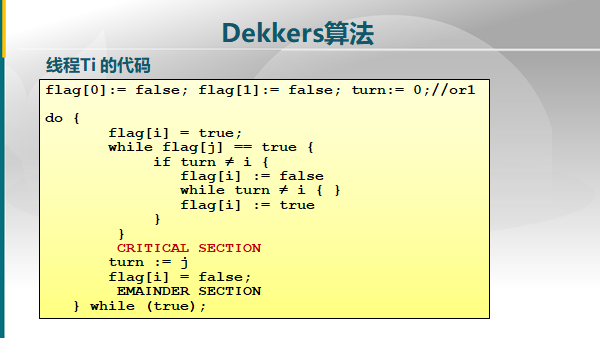 Dekkers算法
线程Ti 的代码
flag[0]:= false; flag[1]:= false; turn:= 0;//or1
do {
flag[i] = true;
while flag[j] == true {
if turn ≠ i {
flag[i] := false
while turn ≠ i { }
flag[i] := true
}
}
CRITICAL SECTION
turn := j
flag[i] = false;
EMAINDER SECTION
} while (true);